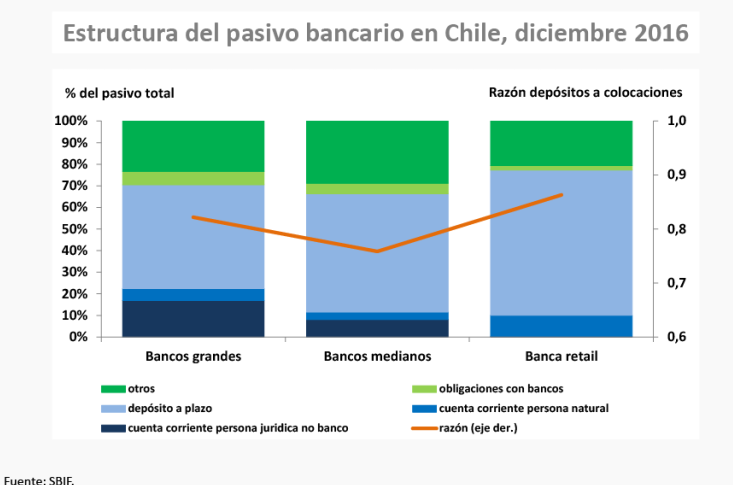 Estructura del pasivo bancario en Chile, diciembre 2016
% del pasivo total
Razón depósitos a colocaciones
100%
90%
80%
70%
60%
50%
40%
30%
20%
10%
0%
1,0
0,9
0,8
0,7
0,6
Bancos grandes
Bancos medianos
Banca retail
otros
obligaciones con bancos
depósito a plazo
cuenta corriente persona natural
cuenta corriente persona juridica no banco
razón (eje der.)
Fuente: SBIF.